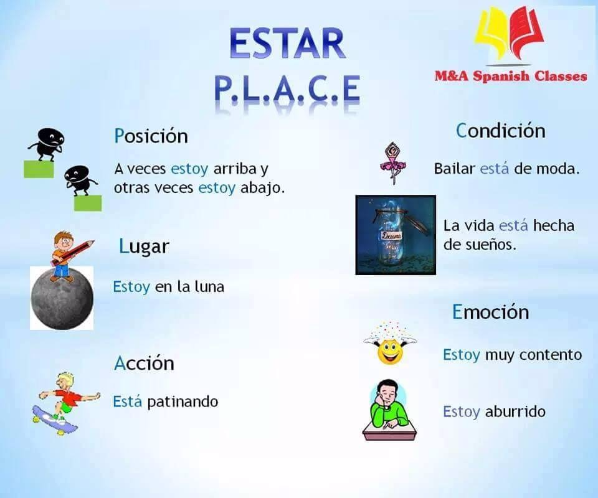 ESTAR
P.L.A.C.E
M&A Spanish Classes
Posición
A veces estoy arriba y
otras veces estoy abajo.
Lugar
Estoy en la luna
Acción
Está patinando
Condición
Bailar está de moda.
Dreams
La vida está hecha
de sueños.
Emoción
Estoy muy contento
Estoy aburrido